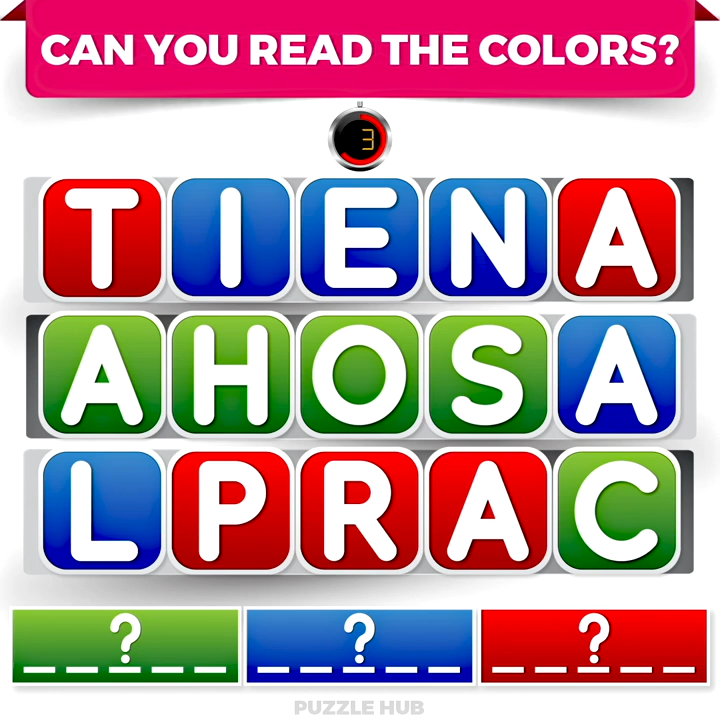 CAN YOU READ THE COLORS?
3
TIENA
AHOSA
LPRAC
? ? ?
_ _ _ _ _ _ _ _ _ _ _ _ _ _ _
PUZZLE HUB